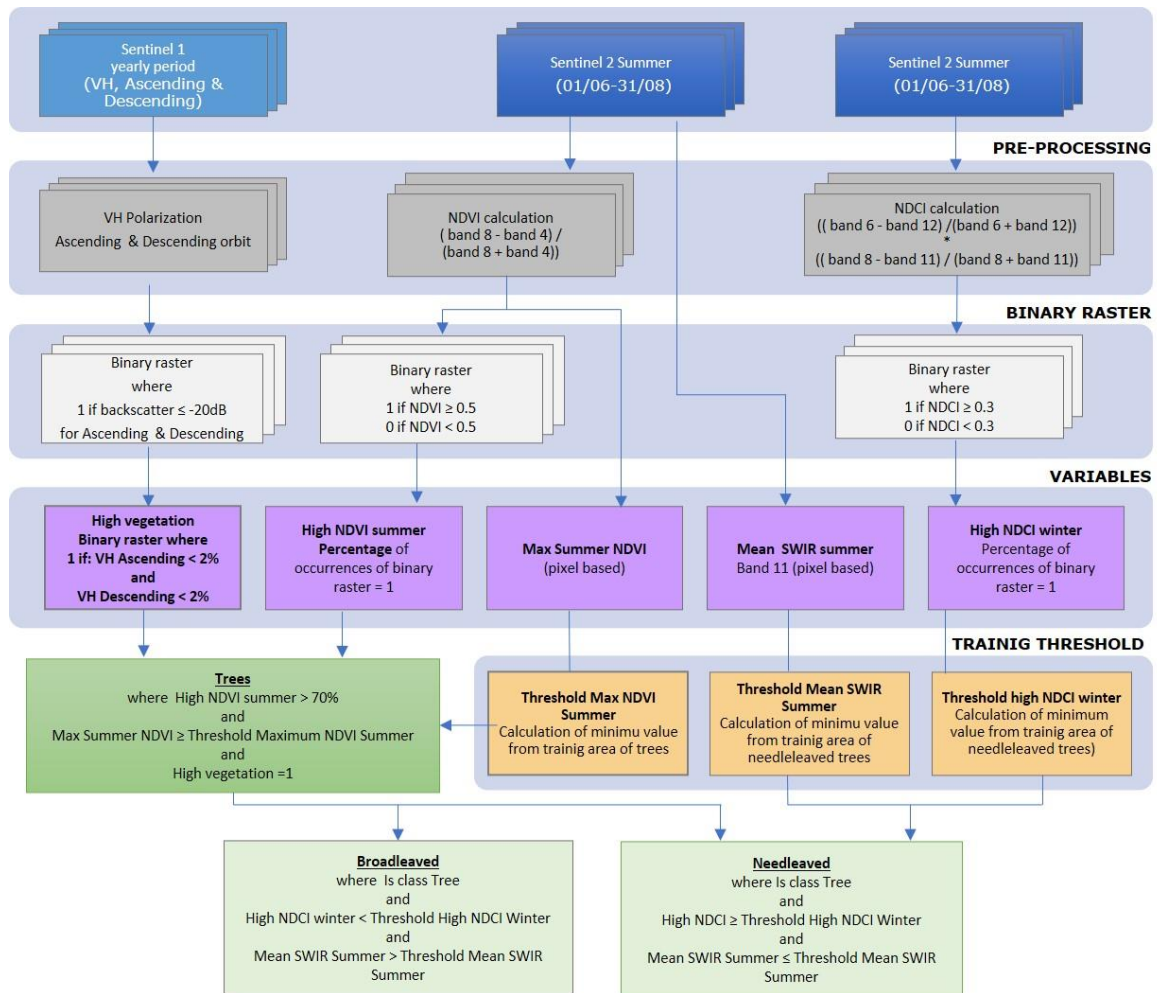 Sentinel 1
yearly period
(VH, Ascending &
Descending)
Sentinel 2 Summer
(01/06-31/08)
Sentinel 2 Summer
(01/06-31/08)
PRE-PROCESSING
VH Polarization
Ascending & Descending orbit
NDVI calculation
( band 8 - band 4) /
(band 8 + band 4))
NDCI calculation
(( band 6 - band 12) /(band 6 + band 12))
*
(( band 8 - band 11) / (band 8 + band 11))
BINARY RASTER
Binary raster
where
1 if backscatter ≤ -20dB
for Ascending & Descending
Binary raster
where
1 if NDVI ≥ 0.5
0 if NDVI < 0.5
Binary raster
where
1 if NDCI ≥ 0.3
0 if NDCI < 0.3
VARIABLES
High vegetation
Binary raster where
1 if: VH Ascending < 2%
and
VH Descending < 2%
High NDVI summer
Percentage of
occurrences of binary
raster = 1
Max Summer NDVI
(pixel based)
Mean SWIR summer
Band 11 (pixel based)
High NDCI winter
Percentage of
occurrences of binary
raster = 1
TRAINIG THRESHOLD
Trees
where High NDVI summer > 70%
and
Max Summer NDVI ≥ Threshold Maximum NDVI Summer
and
High vegetation =1
Threshold Max NDVI
Summer
Calculation of minimu value
from trainig area of trees
Threshold Mean SWIR
Summer
Calculation of minimu value
from trainig area of
needleleaved trees
Threshold high NDCI winter
Calculation of minimum
value from trainig area of
needleleaved trees)
Broadleaved
where Is class Tree
and
High NDCI winter < Threshold High NDCI Winter
and
Mean SWIR Summer > Threshold Mean SWIR
Summer
Needleaved
where Is class Tree
and
High NDCI ≥ Threshold High NDCI Winter
and
Mean SWIR Summer ≤ Threshold Mean SWIR
Summer